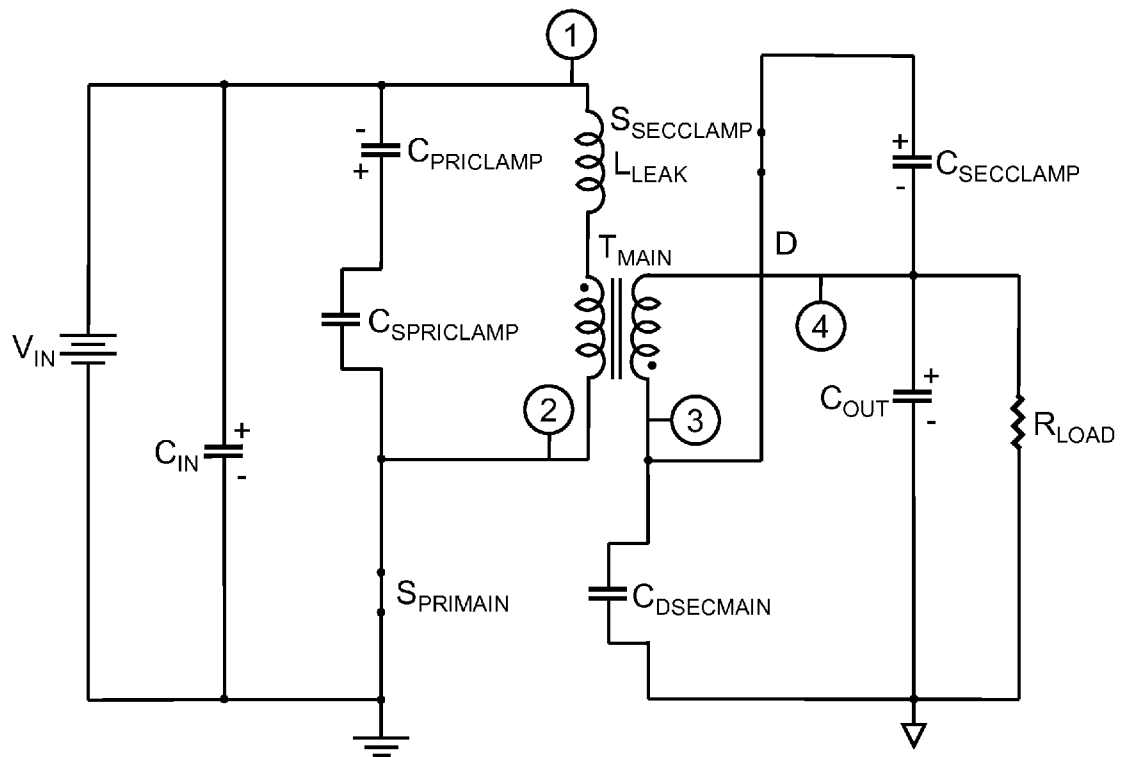 1
-
+
C_PRICLAMP
S_SECCLAMP
L_LEAK
+
-
C_SECCLAMP
T_MAIN
D
C_SPRICLAMP
4
V_IN
2
3
C_IN
+
-
C_OUT
+
-
R_LOAD
S_PRIMAIN
C_DSECMAIN